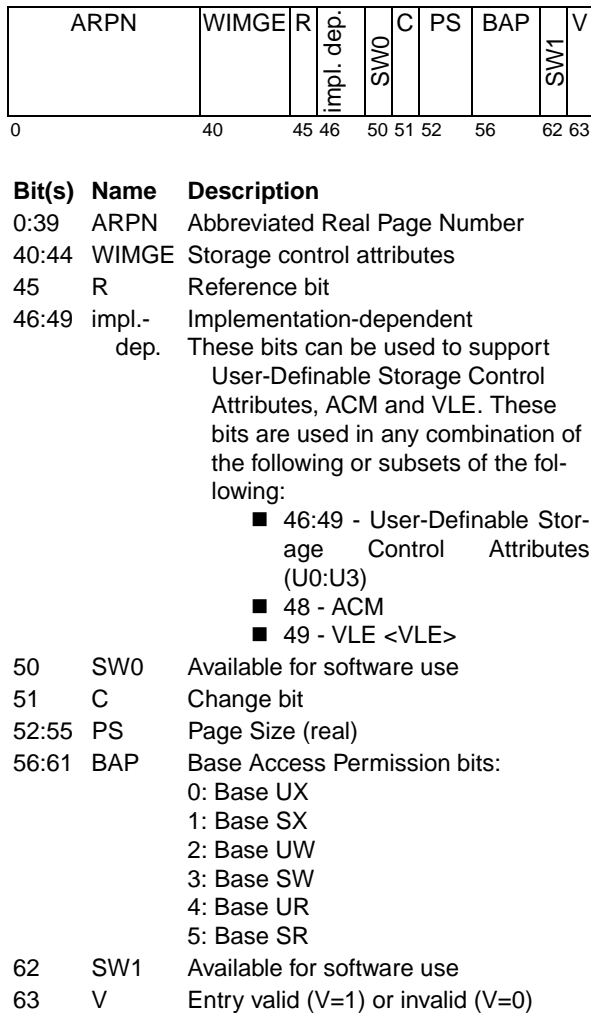 ARPN WIMGE R impl. dep. SW0 C PS BAP SW1 V
0 40 45 46 50 51 52 56 62 63
Bit(s) Name Description
0:39 ARPN Abbreviated Real Page Number
40:44 WIMGE Storage control attributes
45 R Reference bit
46:49 impl.- Implementation-dependent
dep. These bits can be used to support
User-Definable Storage Control
Attributes, ACM and VLE. These
bits are used in any combination of
the following or subsets of the fol-
lowing:
■ 46:49 - User-Definable Stor-
age Control Attributes
(U0:U3)
■ 48 - ACM
■ 49 - VLE <VLE>
50 SW0 Available for software use
51 C Change bit
52:55 PS Page Size (real)
56:61 BAP Base Access Permission bits:
0: Base UX
1: Base SX
2: Base UW
3: Base SW
4: Base UR
5: Base SR
62 SW1 Available for software use
63 V Entry valid (V=1) or invalid (V=0)